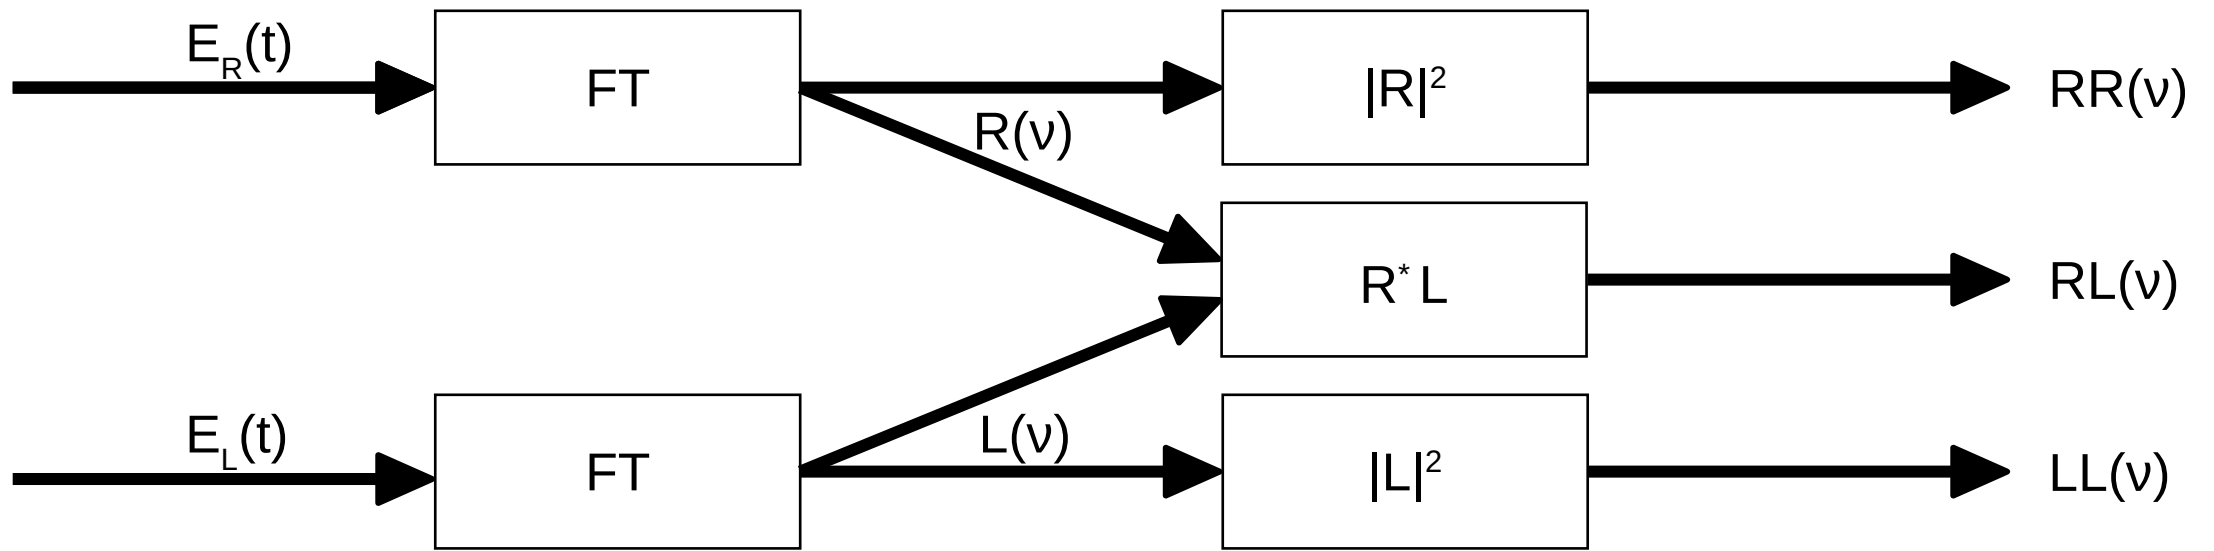 E_R(t)
FT
|R|²
RR(ν)
R(ν)
R* L
RL(ν)
E_L(t)
FT
L(ν)
|L|²
LL(ν)